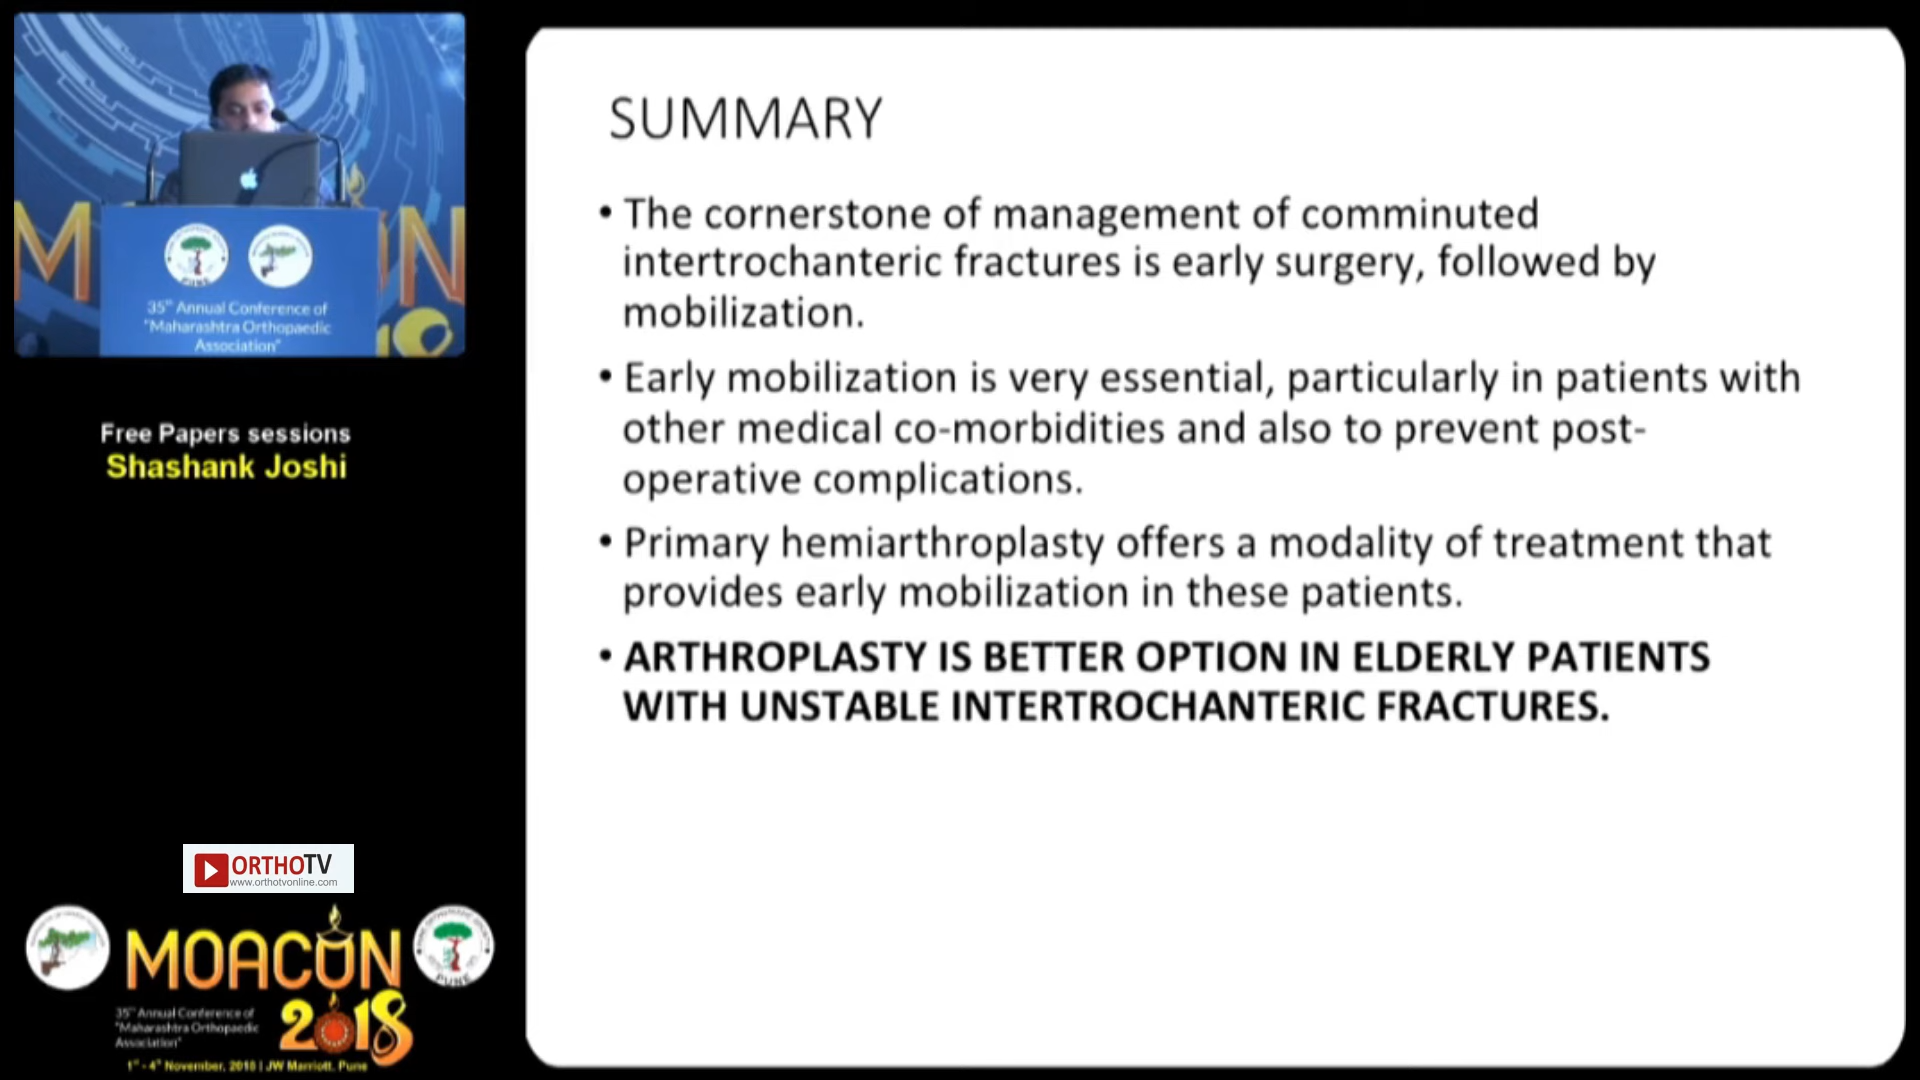 35th Annual Conference of
"Maharashtra Orthopaedic
Association"
Free Papers sessions
Shashank Joshi
ORTHOTV
www.orthotvonline.com
MOACON
2018
PUNE
35th Annual Conference of
"Maharashtra Orthopaedic
Association"
1st - 4th November, 2018 | JW Marriott, Pune
SUMMARY
• The cornerstone of management of comminuted
intertrochanteric fractures is early surgery, followed by
mobilization.
• Early mobilization is very essential, particularly in patients with
other medical co-morbidities and also to prevent post-
operative complications.
• Primary hemiarthroplasty offers a modality of treatment that
provides early mobilization in these patients.
• ARTHROPLASTY IS BETTER OPTION IN ELDERLY PATIENTS
WITH UNSTABLE INTERTROCHANTERIC FRACTURES.